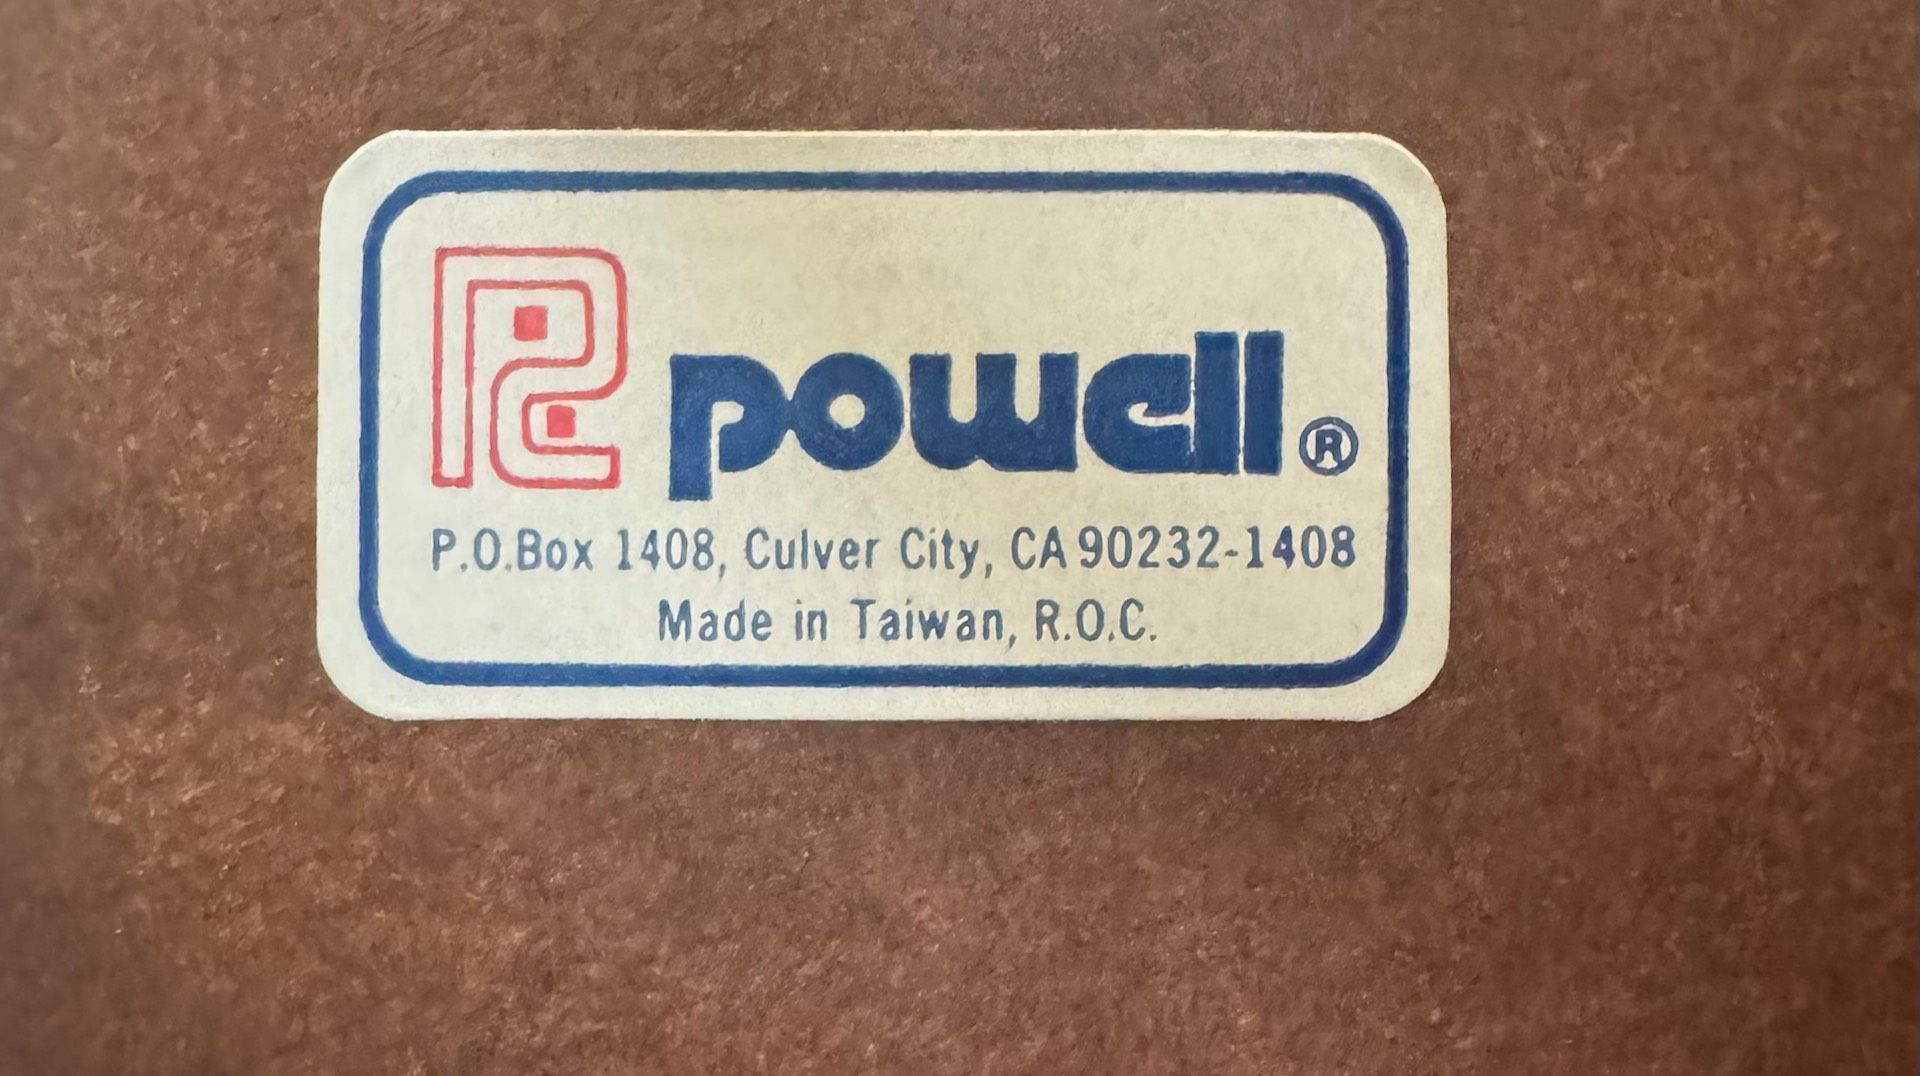 powell ®
P.O.Box 1408, Culver City, CA 90232-1408
Made in Taiwan, R.O.C.